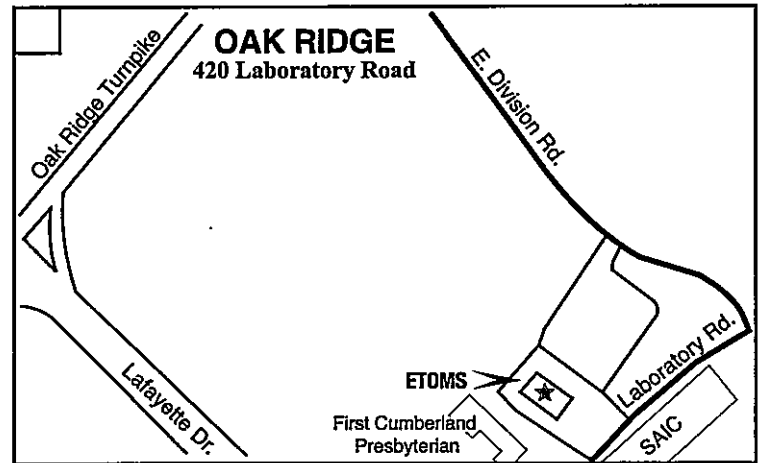 OAK RIDGE
420 Laboratory Road
Oak Ridge Turnpike
E. Division Rd.
Lafayette Dr.
ETOMS
First Cumberland
Presbyterian
Laboratory Rd.
SAIC